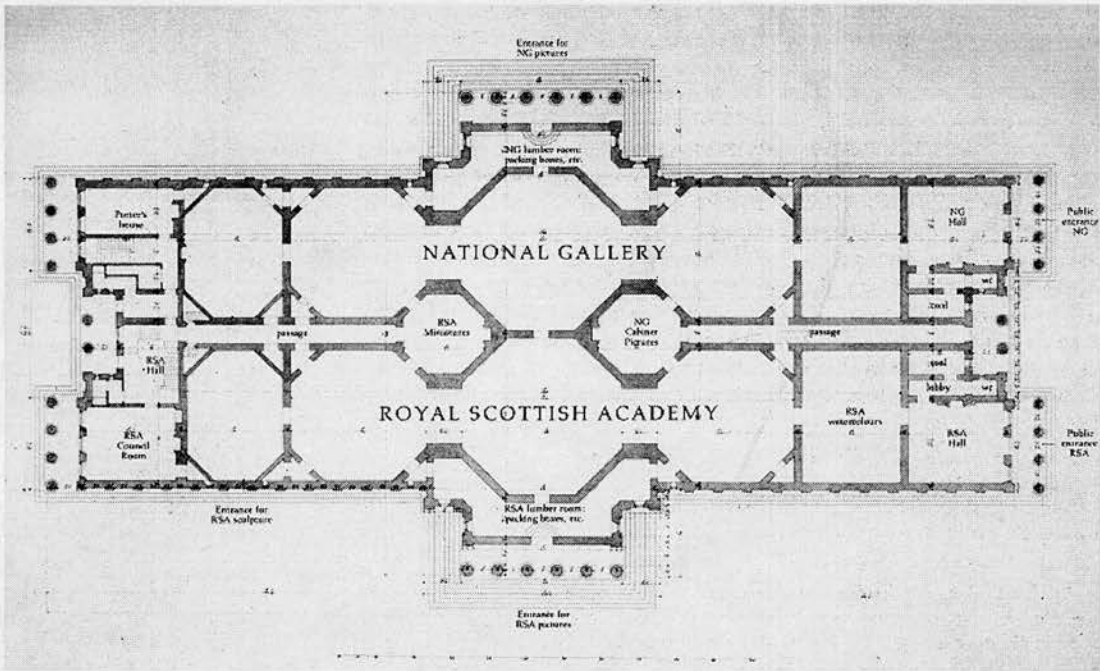 Entrance for
NG pictures
NG lumber room:
packing boxes, etc.
Porter's
house
NG
Hall
Public
entrance
NG
NATIONAL GALLERY
wc
coal
RSA
Miniatures
NG
Cabinet
Pictures
passage
passage
RSA
Hall
coal
lobby
wc
ROYAL SCOTTISH ACADEMY
RSA
Council
Room
RSA
watercolours
RSA
Hall
Public
entrance
RSA
Entrance for
RSA sculpture
RSA lumber room:
packing boxes, etc.
Entrance for
RSA pictures